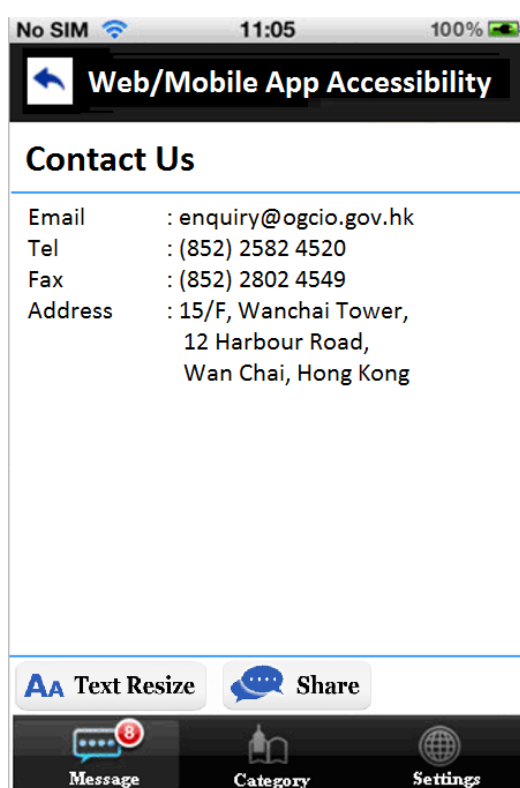 No SIM 11:05 100%
Web/Mobile App Accessibility
Contact Us
Email : enquiry@ogcio.gov.hk
Tel : (852) 2582 4520
Fax : (852) 2802 4549
Address : 15/F, Wanchai Tower,
12 Harbour Road,
Wan Chai, Hong Kong
AA Text Resize Share
8
Message Category Settings